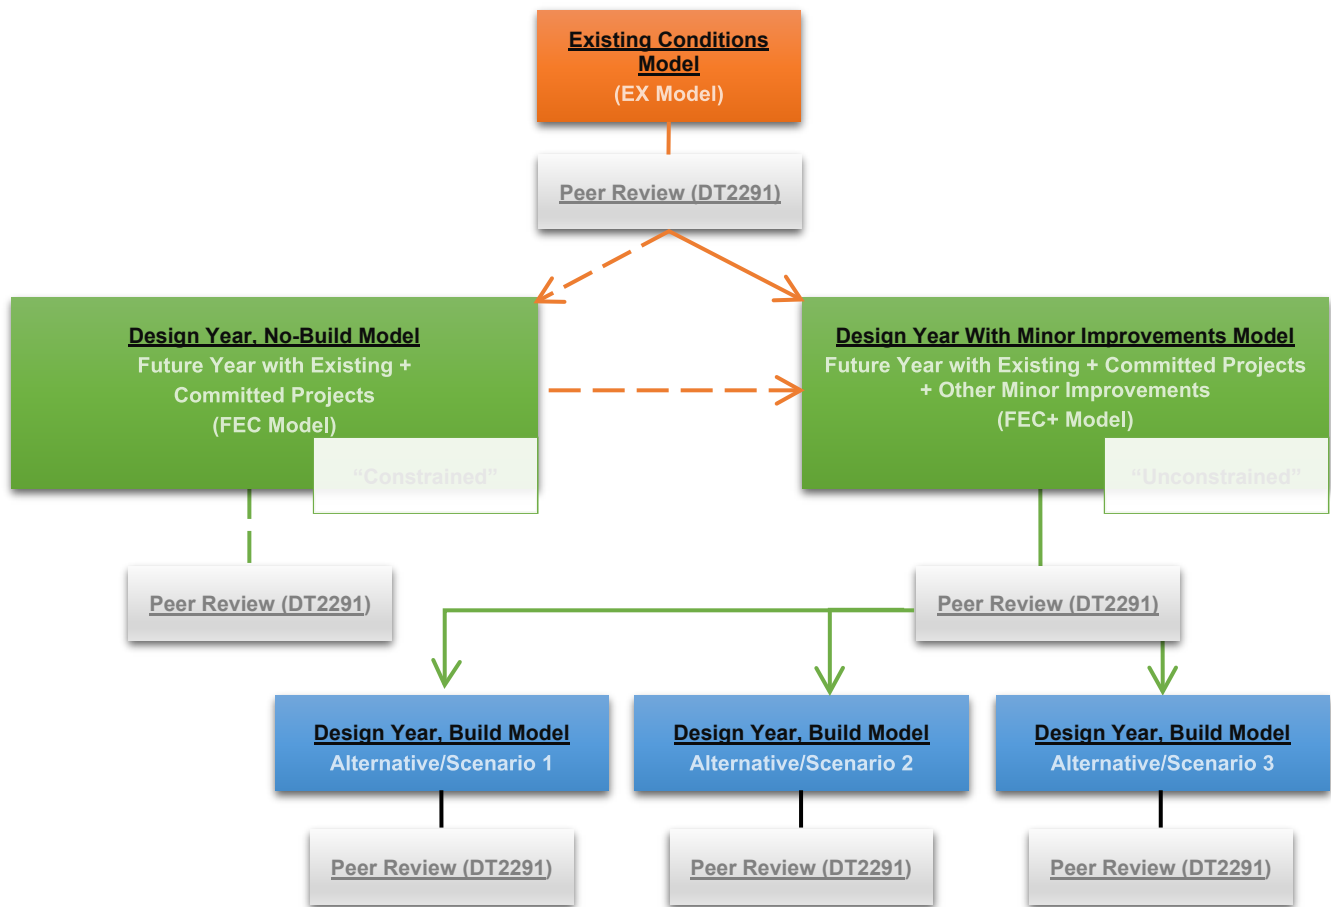 Existing Conditions
Model
(EX Model)
Peer Review (DT2291)
Design Year, No-Build Model
Future Year with Existing +
Committed Projects
(FEC Model)
“Constrained”
Design Year With Minor Improvements Model
Future Year with Existing + Committed Projects
+ Other Minor Improvements
(FEC+ Model)
“Unconstrained”
Peer Review (DT2291)
Peer Review (DT2291)
Design Year, Build Model
Alternative/Scenario 1
Design Year, Build Model
Alternative/Scenario 2
Design Year, Build Model
Alternative/Scenario 3
Peer Review (DT2291)
Peer Review (DT2291)
Peer Review (DT2291)